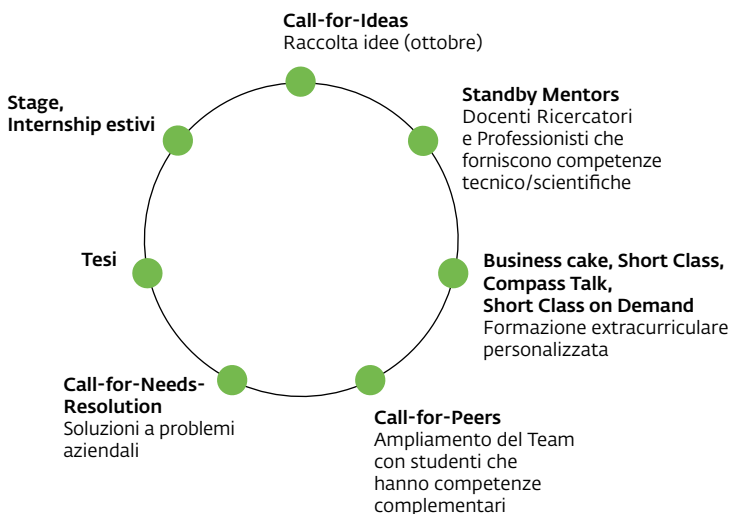 Call-for-Ideas
Raccolta idee (ottobre)
Standby Mentors
Docenti Ricercatori
e Professionisti che
forniscono competenze
tecnico/scientifiche
Business cake, Short Class,
Compass Talk,
Short Class on Demand
Formazione extracurriculare
personalizzata
Call-for-Peers
Ampliamento del Team
con studenti che
hanno competenze
complementari
Call-for-Needs-
Resolution
Soluzioni a problemi
aziendali
Tesi
Stage,
Internship estivi